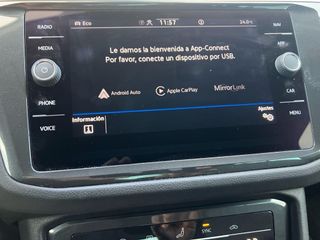 RADIO
MEDIA
PHONE
VOICE
Eco
11:57
24.0°C
Le damos la bienvenida a App-Connect
Por favor, conecte un dispositivo por USB.
Android Auto
Apple CarPlay
MirrorLink
Información
Ajustes
NAV
APP
CAR
MENU
SYNC